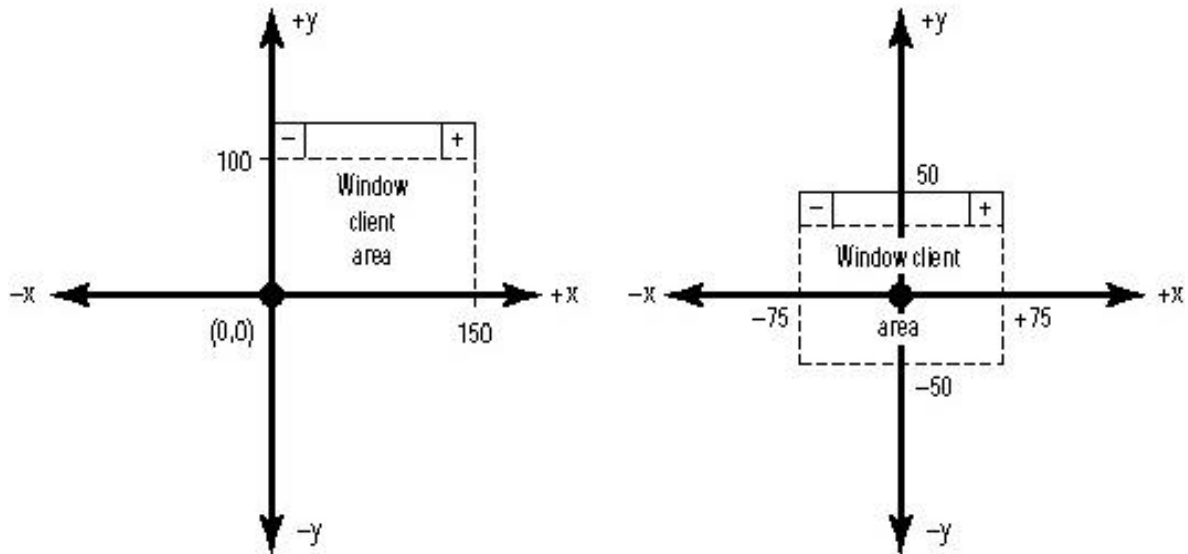 +y
−
+
100
Window
client
area
−x
+x
(0,0)
150
−y
+y
50
−
+
Window client
−x
+x
−75
+75
area
−50
−y